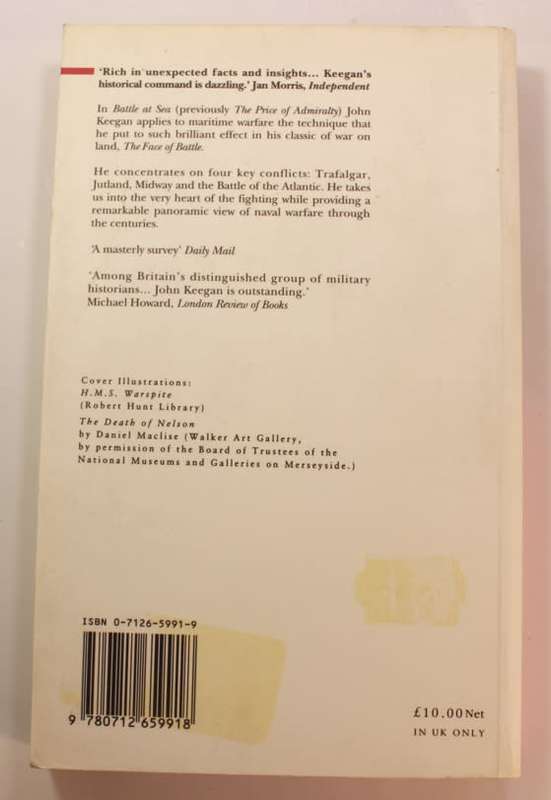 ‘Rich in unexpected facts and insights... Keegan’s
historical command is dazzling.’ Jan Morris, Independent
In Battle at Sea (previously The Price of Admiralty) John
Keegan applies to maritime warfare the technique that
he put to such brilliant effect in his classic of war on
land, The Face of Battle.
He concentrates on four key conflicts: Trafalgar,
Jutland, Midway and the Battle of the Atlantic. He takes
us into the very heart of the fighting while providing a
remarkable panoramic view of naval warfare through
the centuries.
‘A masterly survey’ Daily Mail
‘Among Britain’s distinguished group of military
historians... John Keegan is outstanding.’
Michael Howard, London Review of Books
Cover Illustrations:
H.M.S. Warspite
(Robert Hunt Library)
The Death of Nelson
by Daniel Maclise (Walker Art Gallery,
by permission of the Board of Trustees of the
National Museums and Galleries on Merseyside.)
ISBN 0-7126-5991-9
9 780712 659918
£10.00 Net
IN UK ONLY